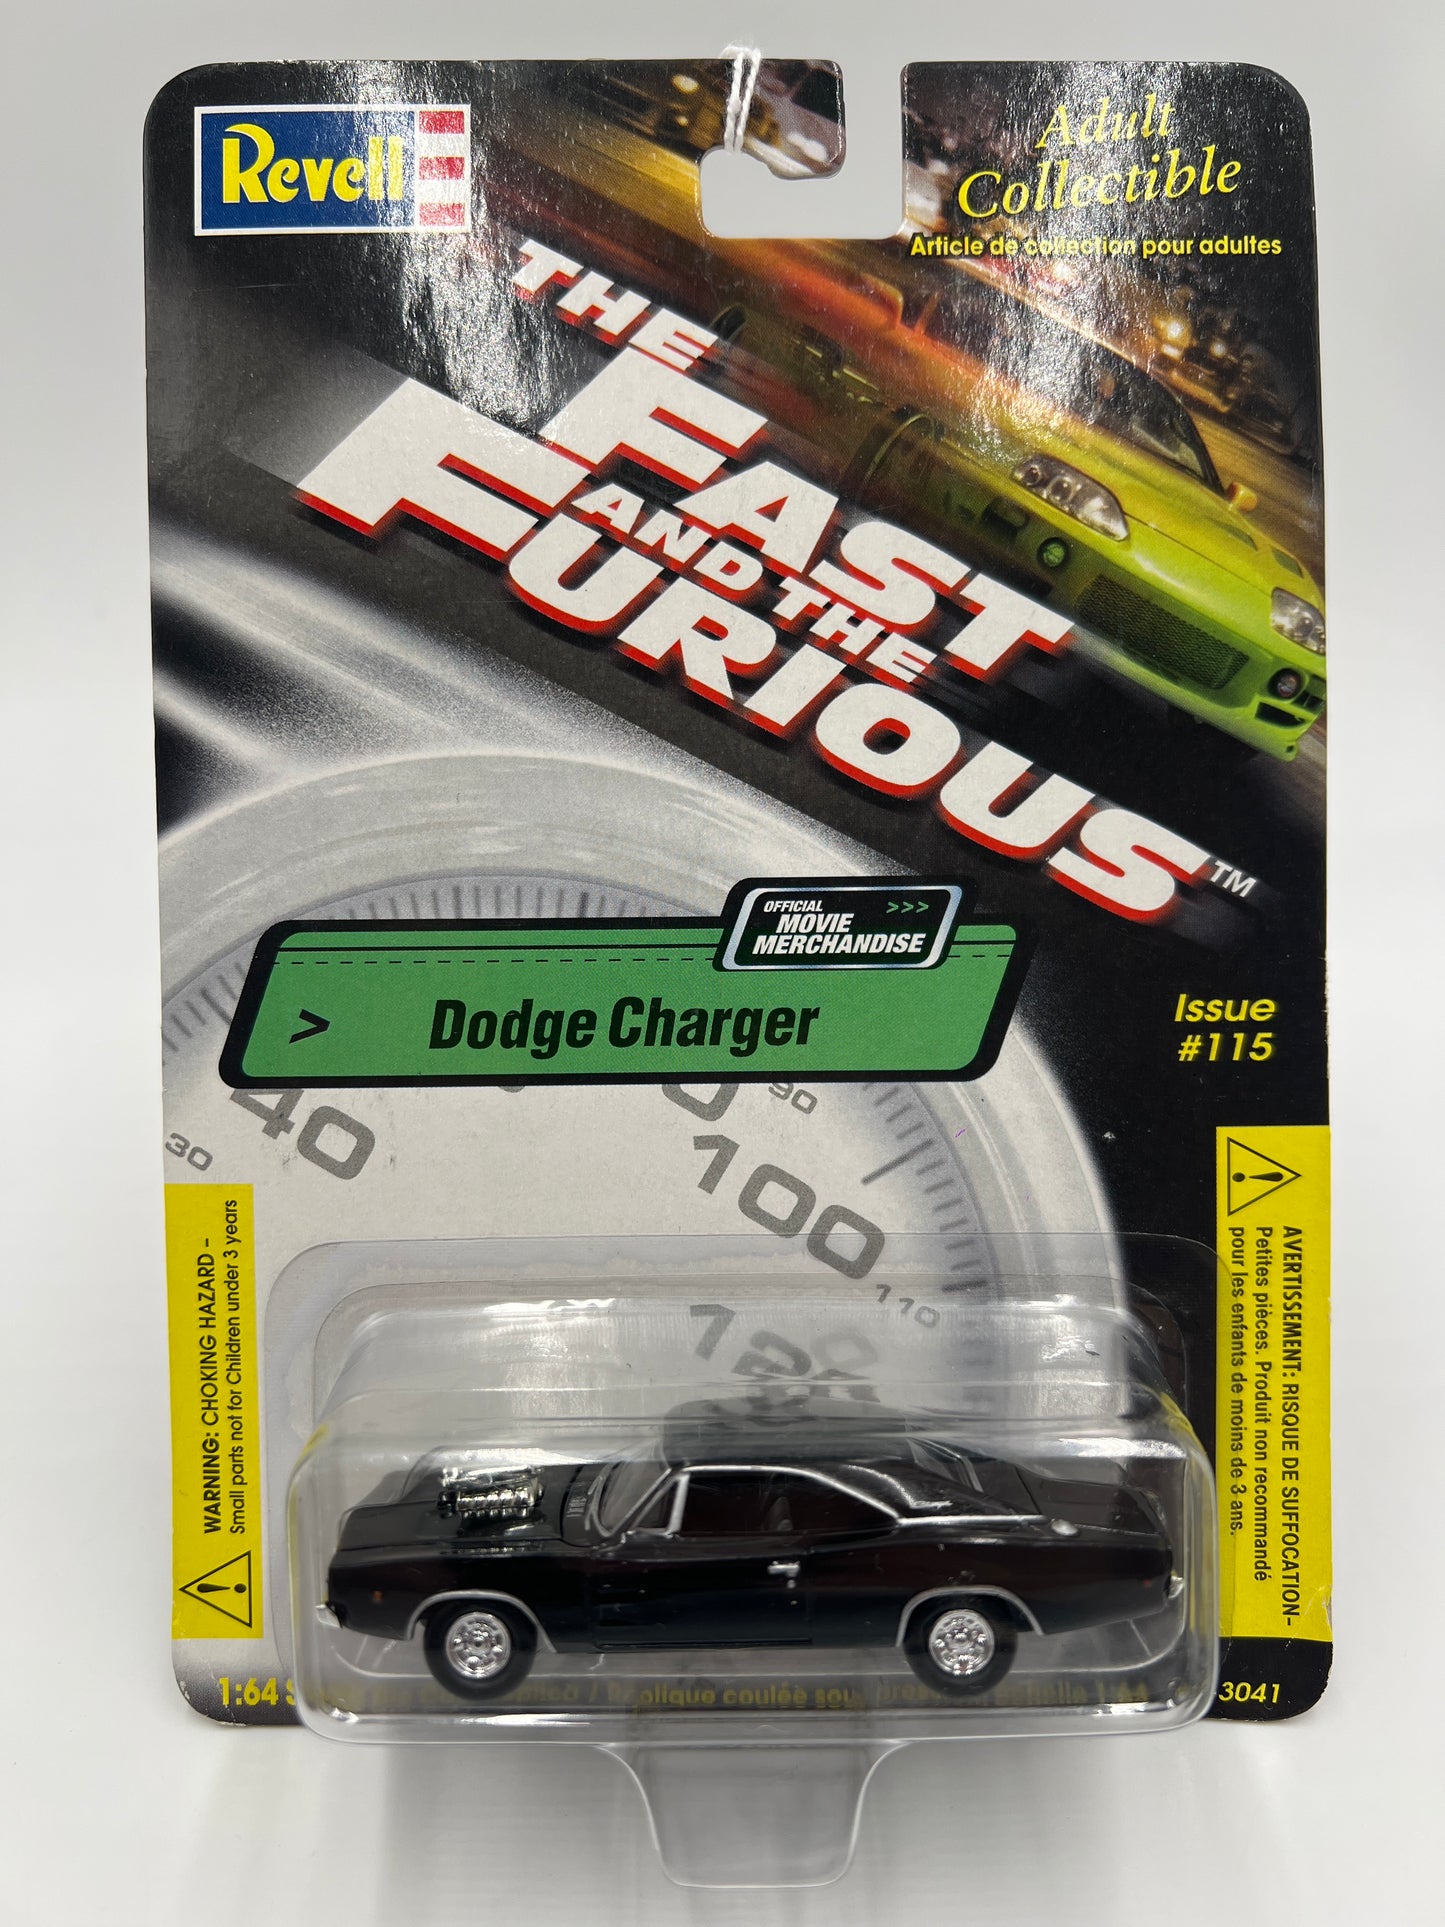 Revell
Adult
Collectible
Article de collection pour adultes
THE
FAST
AND THE
FURIOUS™
OFFICIAL >>>
MOVIE
MERCHANDISE
> Dodge Charger
Issue
#115
30
40
90
100
110
120
WARNING: CHOKING HAZARD –
Small parts not for Children under 3 years
AVERTISSEMENT: RISQUE DE SUFFOCATION-
Petites pièces. Produit non recommandé
pour les enfants de moins de 3 ans.
1:64 3041